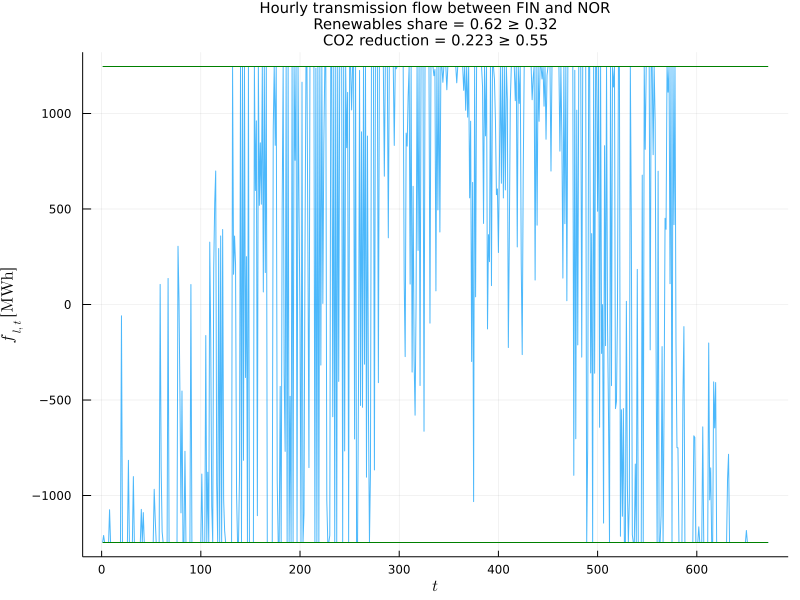 Hourly transmission flow between FIN and NOR
Renewables share = 0.62 ≥ 0.32
CO2 reduction = 0.223 ≥ 0.55
1000
500
0
−500
−1000
f_{l,t} [MWh]
0 100 200 300 400 500 600
t